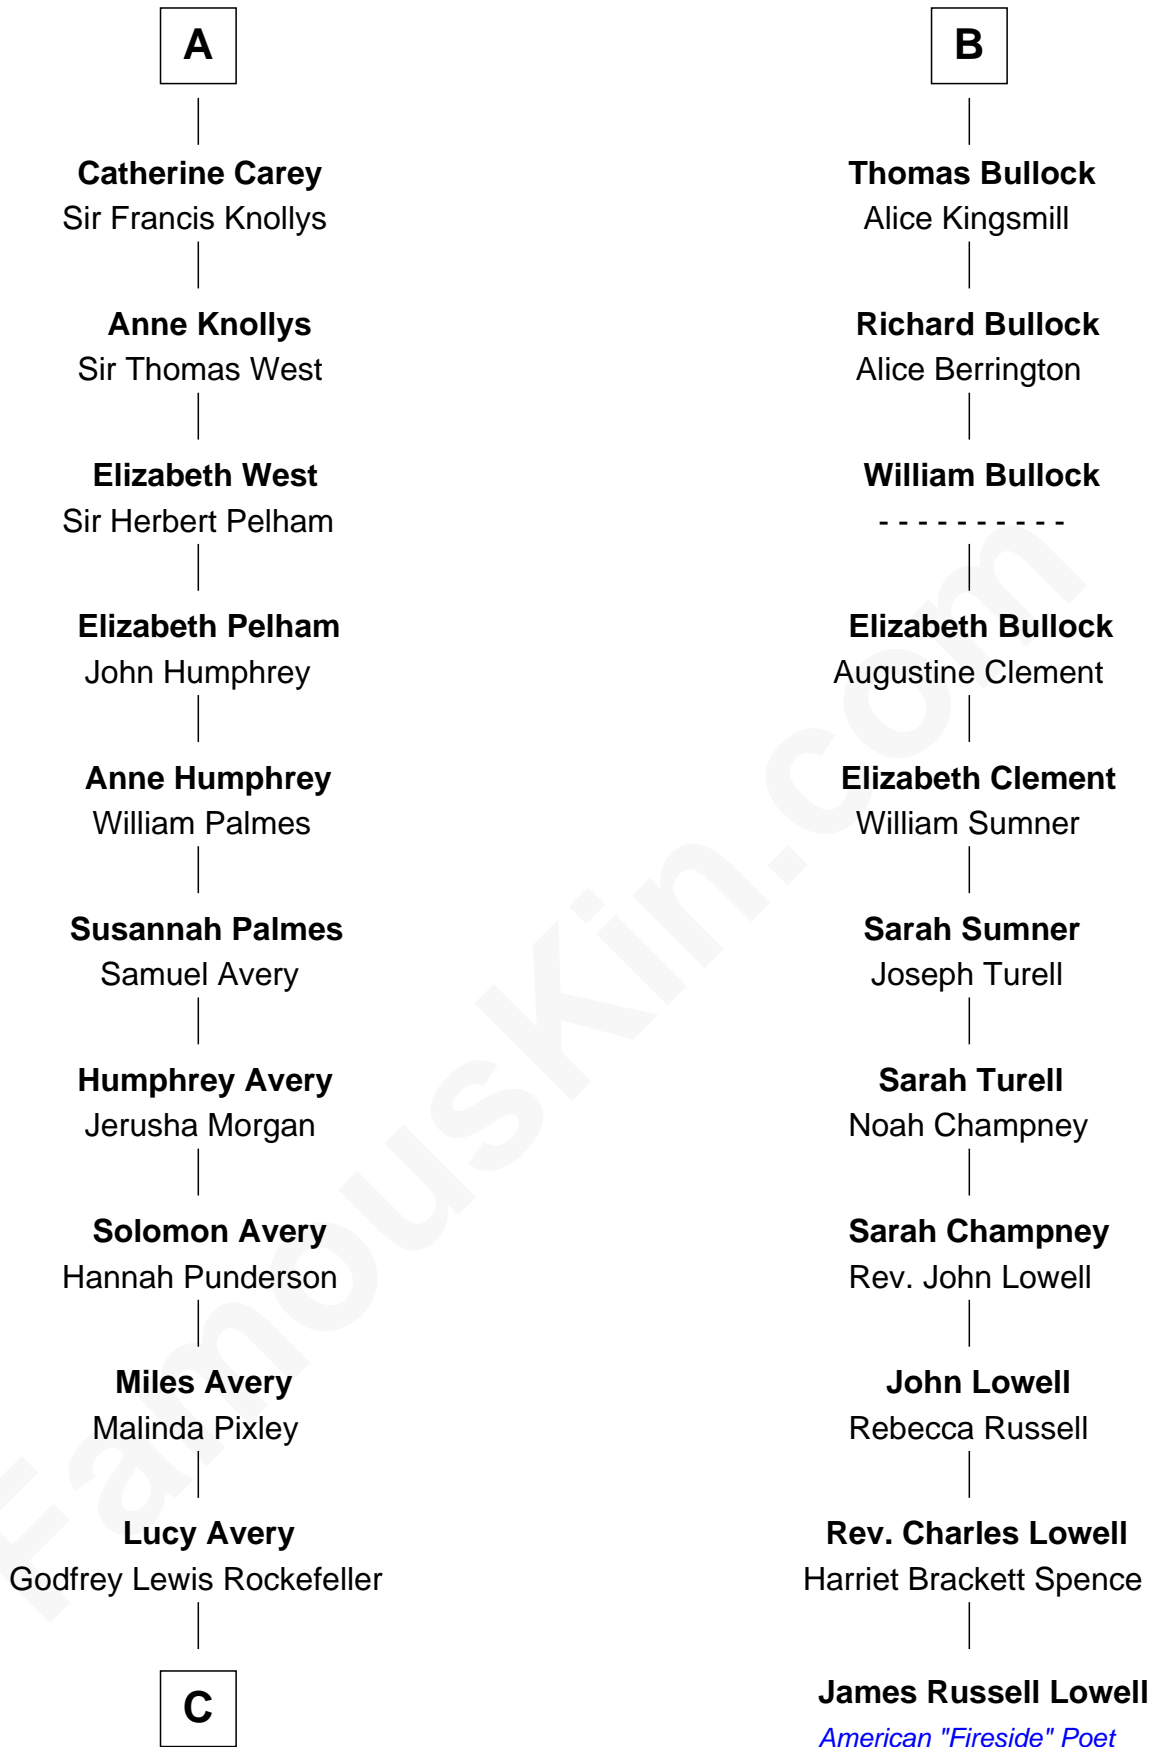 A
Catherine Carey
Sir Francis Knollys
Anne Knollys
Sir Thomas West
Elizabeth West
Sir Herbert Pelham
Elizabeth Pelham
John Humphrey
Anne Humphrey
William Palmes
Susannah Palmes
Samuel Avery
Humphrey Avery
Jerusha Morgan
Solomon Avery
Hannah Punderson
Miles Avery
Malinda Pixley
Lucy Avery
Godfrey Lewis Rockefeller
C
B
Thomas Bullock
Alice Kingsmill
Richard Bullock
Alice Berrington
William Bullock
- - - - - - - - - -
Elizabeth Bullock
Augustine Clement
Elizabeth Clement
William Sumner
Sarah Sumner
Joseph Turell
Sarah Turell
Noah Champney
Sarah Champney
Rev. John Lowell
John Lowell
Rebecca Russell
Rev. Charles Lowell
Harriet Brackett Spence
James Russell Lowell
American "Fireside" Poet
FamousKin.com